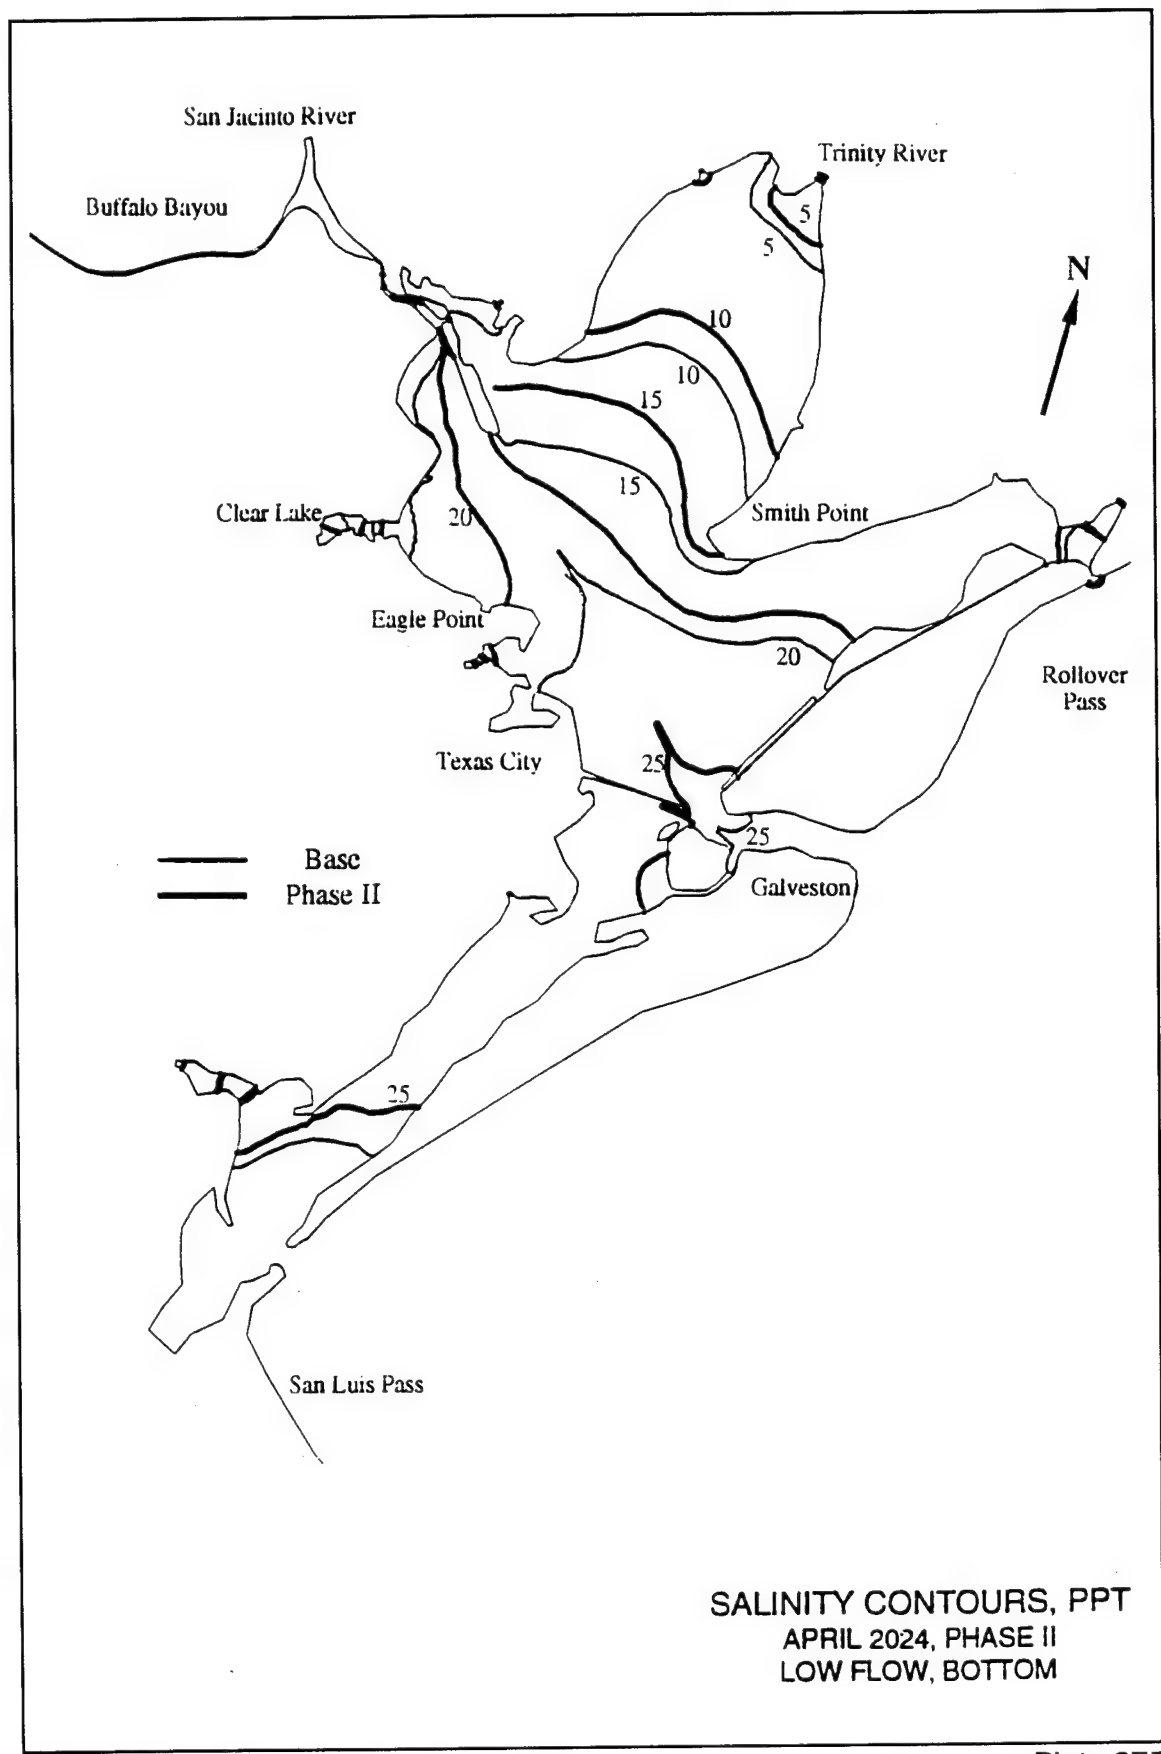 San Jacinto River
Trinity River
Buffalo Bayou
5
5
N
10
10
15
15
Clear Lake
20
Smith Point
Eagle Point
20
Rollover
Pass
Texas City
25
25
Base
Phase II
Galveston
25
San Luis Pass
SALINITY CONTOURS, PPT
APRIL 2024, PHASE II
LOW FLOW, BOTTOM